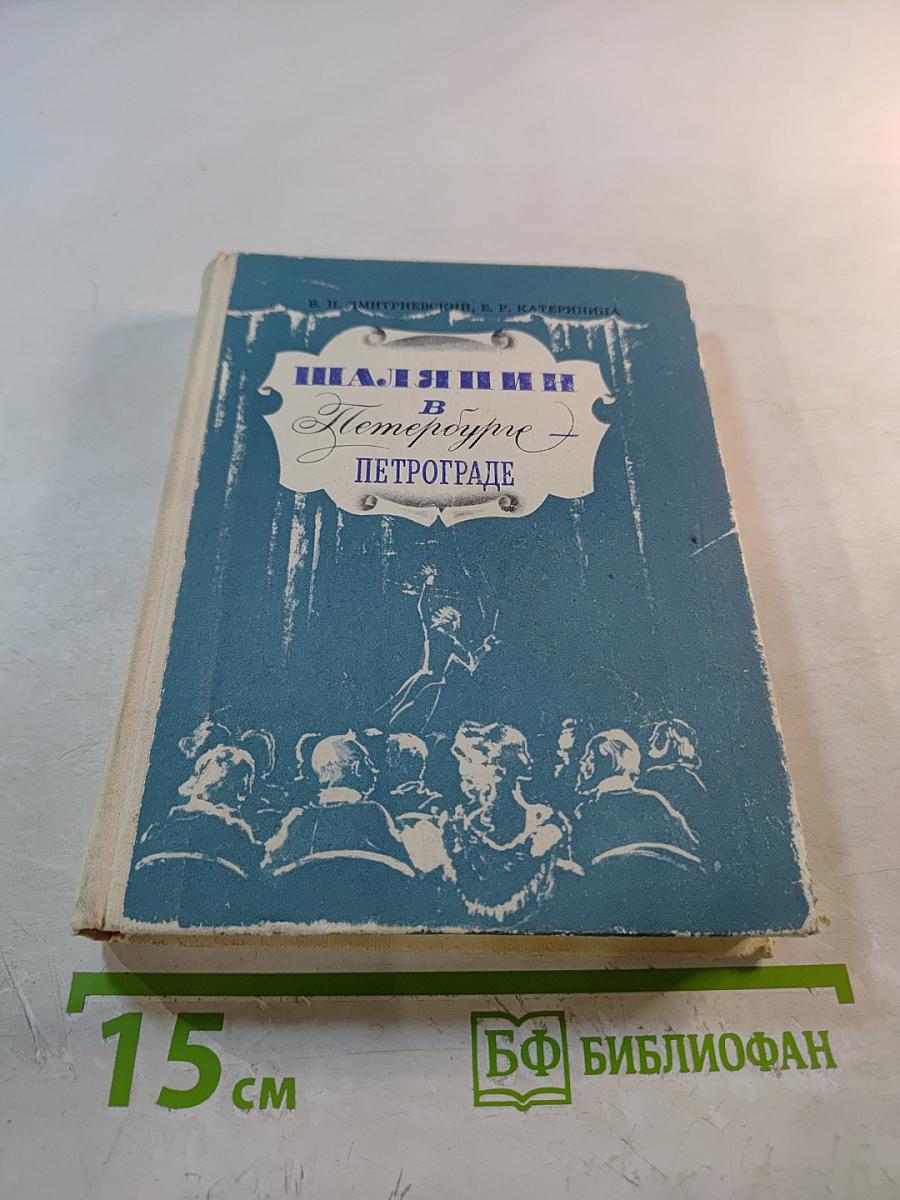 В. Н. ДМИТРИЕВСКИЙ, Е. Р. КАТЕРИНИНА
ШАЛЯПИН
В
Петербурге —
ПЕТРОГРАДЕ
15 см
БФ БИБЛИОФАН